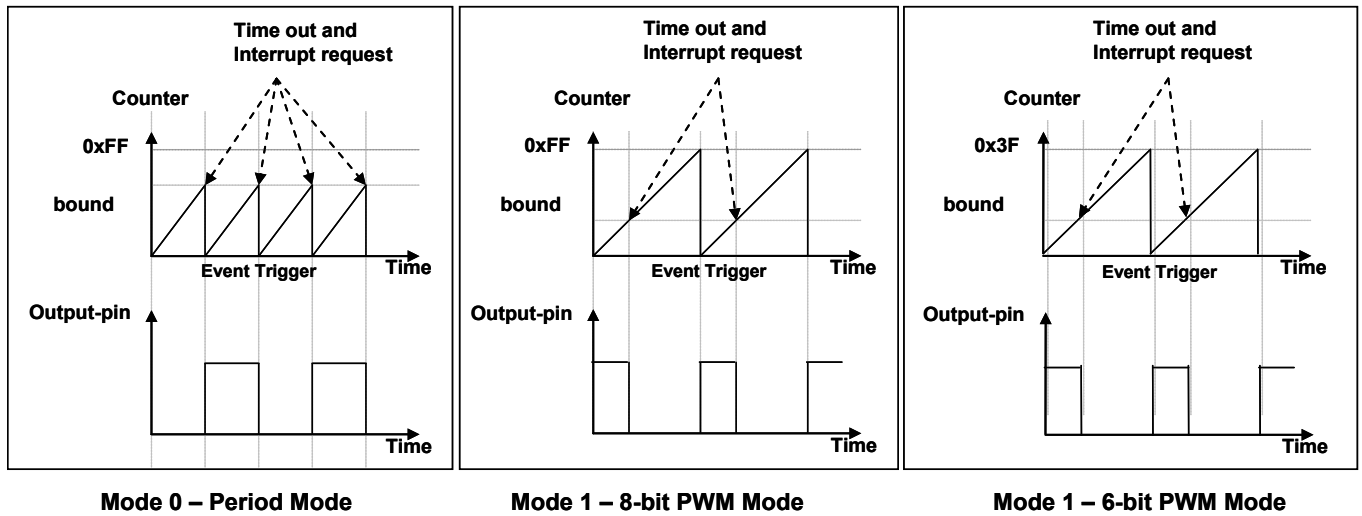 Time out and
Interrupt request
Counter
0xFF
bound
Event Trigger
Time
Output-pin
Time
Mode 0 – Period Mode
Time out and
Interrupt request
Counter
0xFF
bound
Event Trigger
Time
Output-pin
Time
Mode 1 – 8-bit PWM Mode
Time out and
Interrupt request
Counter
0x3F
bound
Event Trigger
Time
Output-pin
Time
Mode 1 – 6-bit PWM Mode